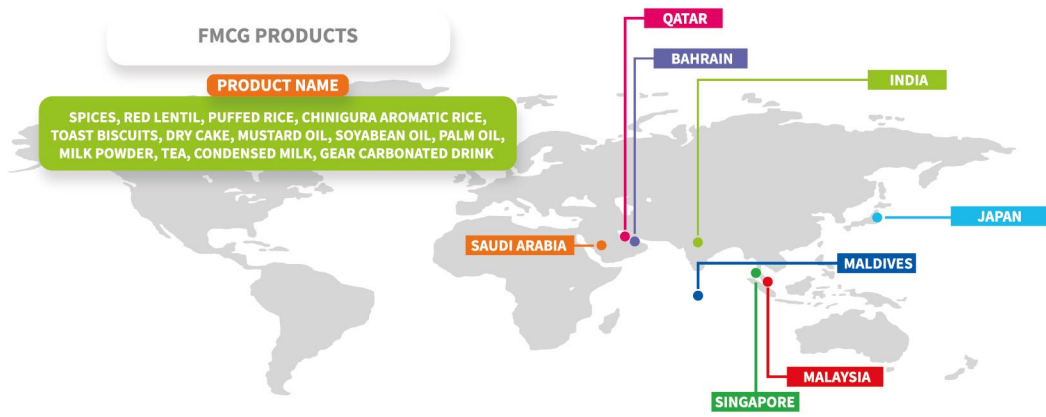 FMCG PRODUCTS
PRODUCT NAME
SPICES, RED LENTIL, PUFFED RICE, CHINIGURA AROMATIC RICE,
TOAST BISCUITS, DRY CAKE, MUSTARD OIL, SOYABEAN OIL, PALM OIL,
MILK POWDER, TEA, CONDENSED MILK, GEAR CARBONATED DRINK
QATAR
BAHRAIN
INDIA
JAPAN
SAUDI ARABIA
MALDIVES
MALAYSIA
SINGAPORE